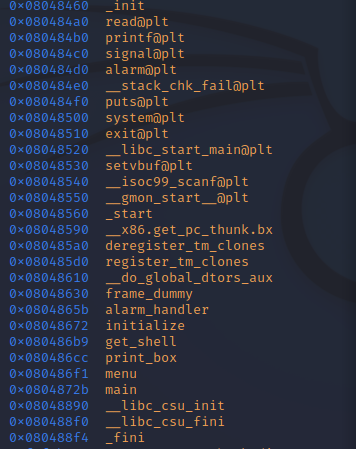 0×08048460 _init
0×080484a0 read@plt
0×080484b0 printf@plt
0×080484c0 signal@plt
0×080484d0 alarm@plt
0×080484e0 __stack_chk_fail@plt
0×080484f0 puts@plt
0×08048500 system@plt
0×08048510 exit@plt
0×08048520 __libc_start_main@plt
0×08048530 setvbuf@plt
0×08048540 __isoc99_scanf@plt
0×08048550 __gmon_start__@plt
0×08048560 _start
0×08048590 __x86.get_pc_thunk.bx
0×080485a0 deregister_tm_clones
0×080485d0 register_tm_clones
0×08048610 __do_global_dtors_aux
0×08048630 frame_dummy
0×0804865b alarm_handler
0×08048672 initialize
0×080486b9 get_shell
0×080486cc print_box
0×080486f1 menu
0×0804872b main
0×08048890 __libc_csu_init
0×080488f0 __libc_csu_fini
0×080488f4 _fini